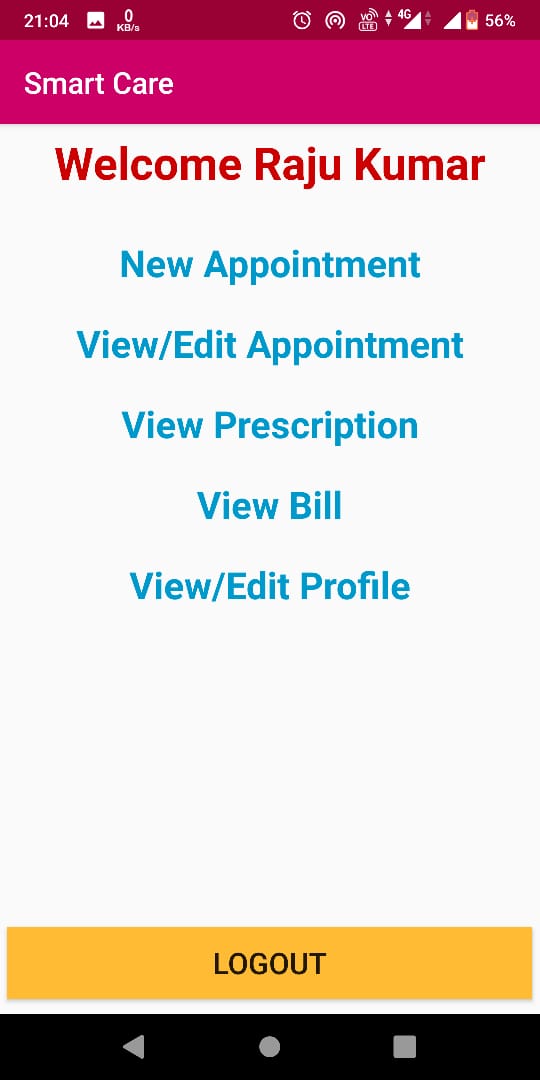 21:04
0
KB/s
VO
LTE
4G
56%
Smart Care
Welcome Raju Kumar
New Appointment
View/Edit Appointment
View Prescription
View Bill
View/Edit Profile
LOGOUT